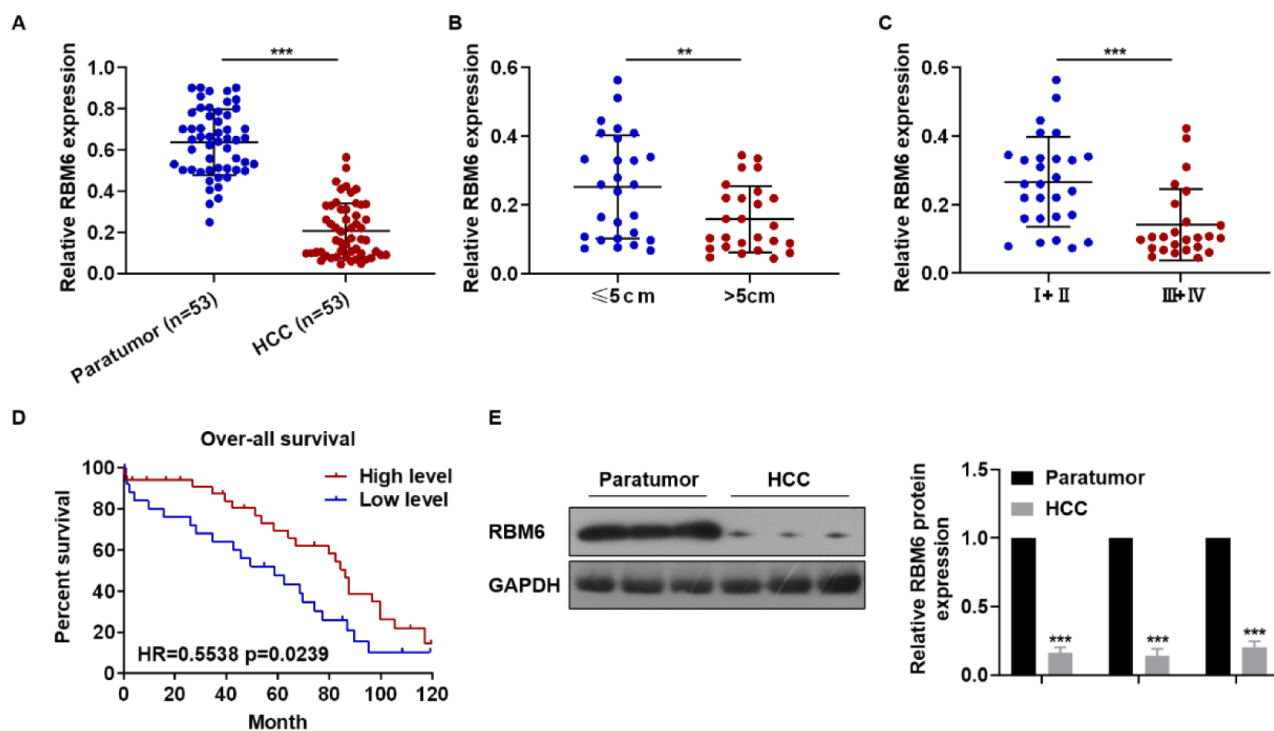 A
Relative RBM6 expression
1.0
0.8
0.6
0.4
0.2
0.0
***
Paratumor (n=53)
HCC (n=53)
B
Relative RBM6 expression
0.6
0.4
0.2
0.0
**
≤5cm
>5cm
C
Relative RBM6 expression
0.6
0.4
0.2
0.0
***
Ⅰ+Ⅱ
Ⅲ+Ⅳ
D
Over-all survival
Percent survival
100
80
60
40
20
0
High level
Low level
HR=0.5538 p=0.0239
0 20 40 60 80 100 120
Month
E
Paratumor HCC
RBM6
GAPDH
Relative RBM6 protein
expression
1.5
1.0
0.5
0.0
Paratumor
HCC
*** *** ***